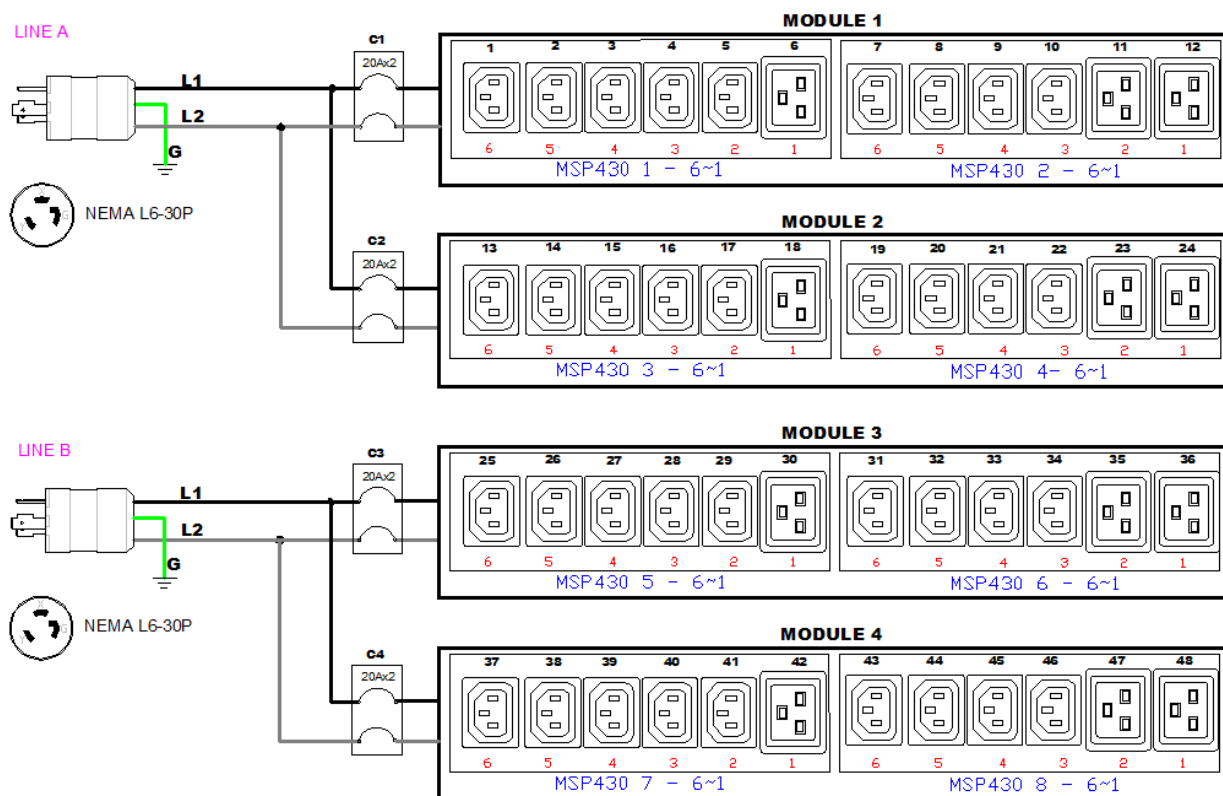 LINE A
MODULE 1
C1
20Ax2
L1
L2
G
NEMA L6-30P
1 2 3 4 5 6 7 8 9 10 11 12
6 5 4 3 2 1 6 5 4 3 2 1
MSP430 1 - 6~1 MSP430 2 - 6~1
X
G
Y
MODULE 2
C2
20Ax2
13 14 15 16 17 18 19 20 21 22 23 24
6 5 4 3 2 1 6 5 4 3 2 1
MSP430 3 - 6~1 MSP430 4- 6~1
LINE B
MODULE 3
C3
20Ax2
L1
L2
G
NEMA L6-30P
25 26 27 28 29 30 31 32 33 34 35 36
6 5 4 3 2 1 6 5 4 3 2 1
MSP430 5 - 6~1 MSP430 6 - 6~1
X
G
Y
MODULE 4
C4
20Ax2
37 38 39 40 41 42 43 44 45 46 47 48
6 5 4 3 2 1 6 5 4 3 2 1
MSP430 7 - 6~1 MSP430 8 - 6~1